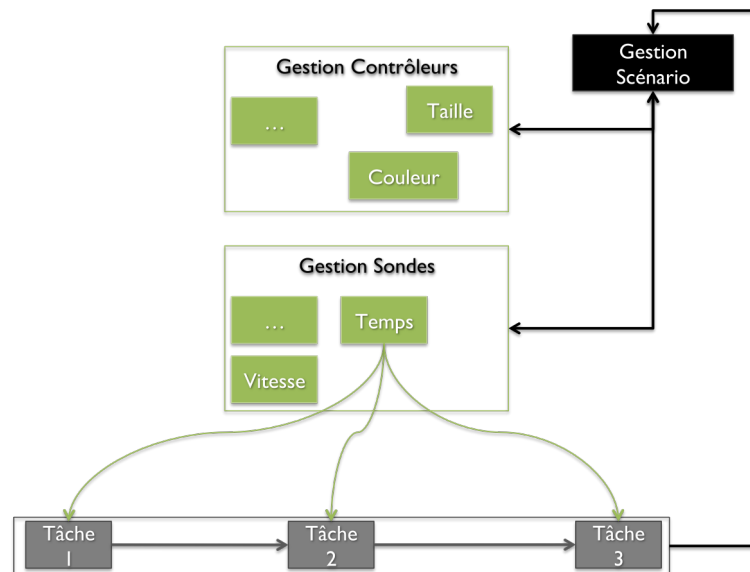 Gestion
Scénario
Gestion Contrôleurs
...
Taille
Couleur
Gestion Sondes
...
Temps
Vitesse
Tâche
1
Tâche
2
Tâche
3